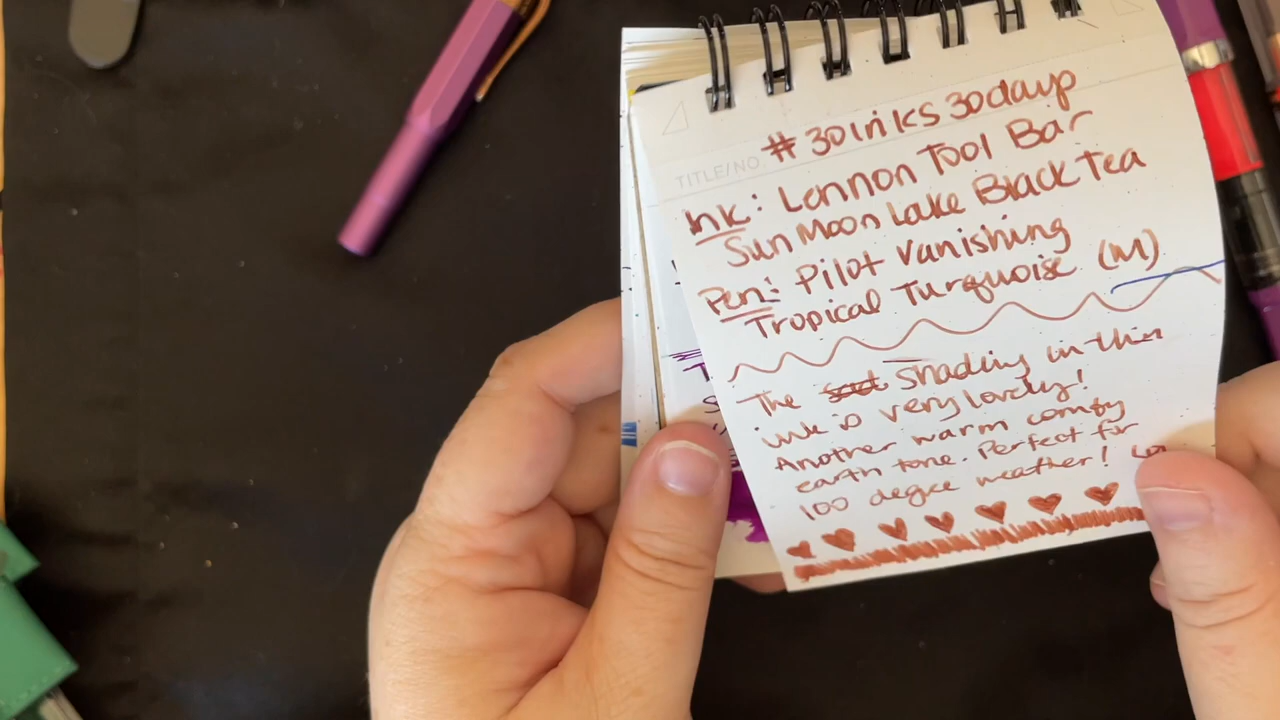 #30inks30days
TITLE/NO.
Ink: Lennon Tool Bar
Sun Moon Lake Black Tea
Pen: Pilot Vanishing
Tropical Turquoise (M)
The shading in this
ink is very lovely!
Another warm comfy
earth tone. Perfect for
100 degree weather! Lol